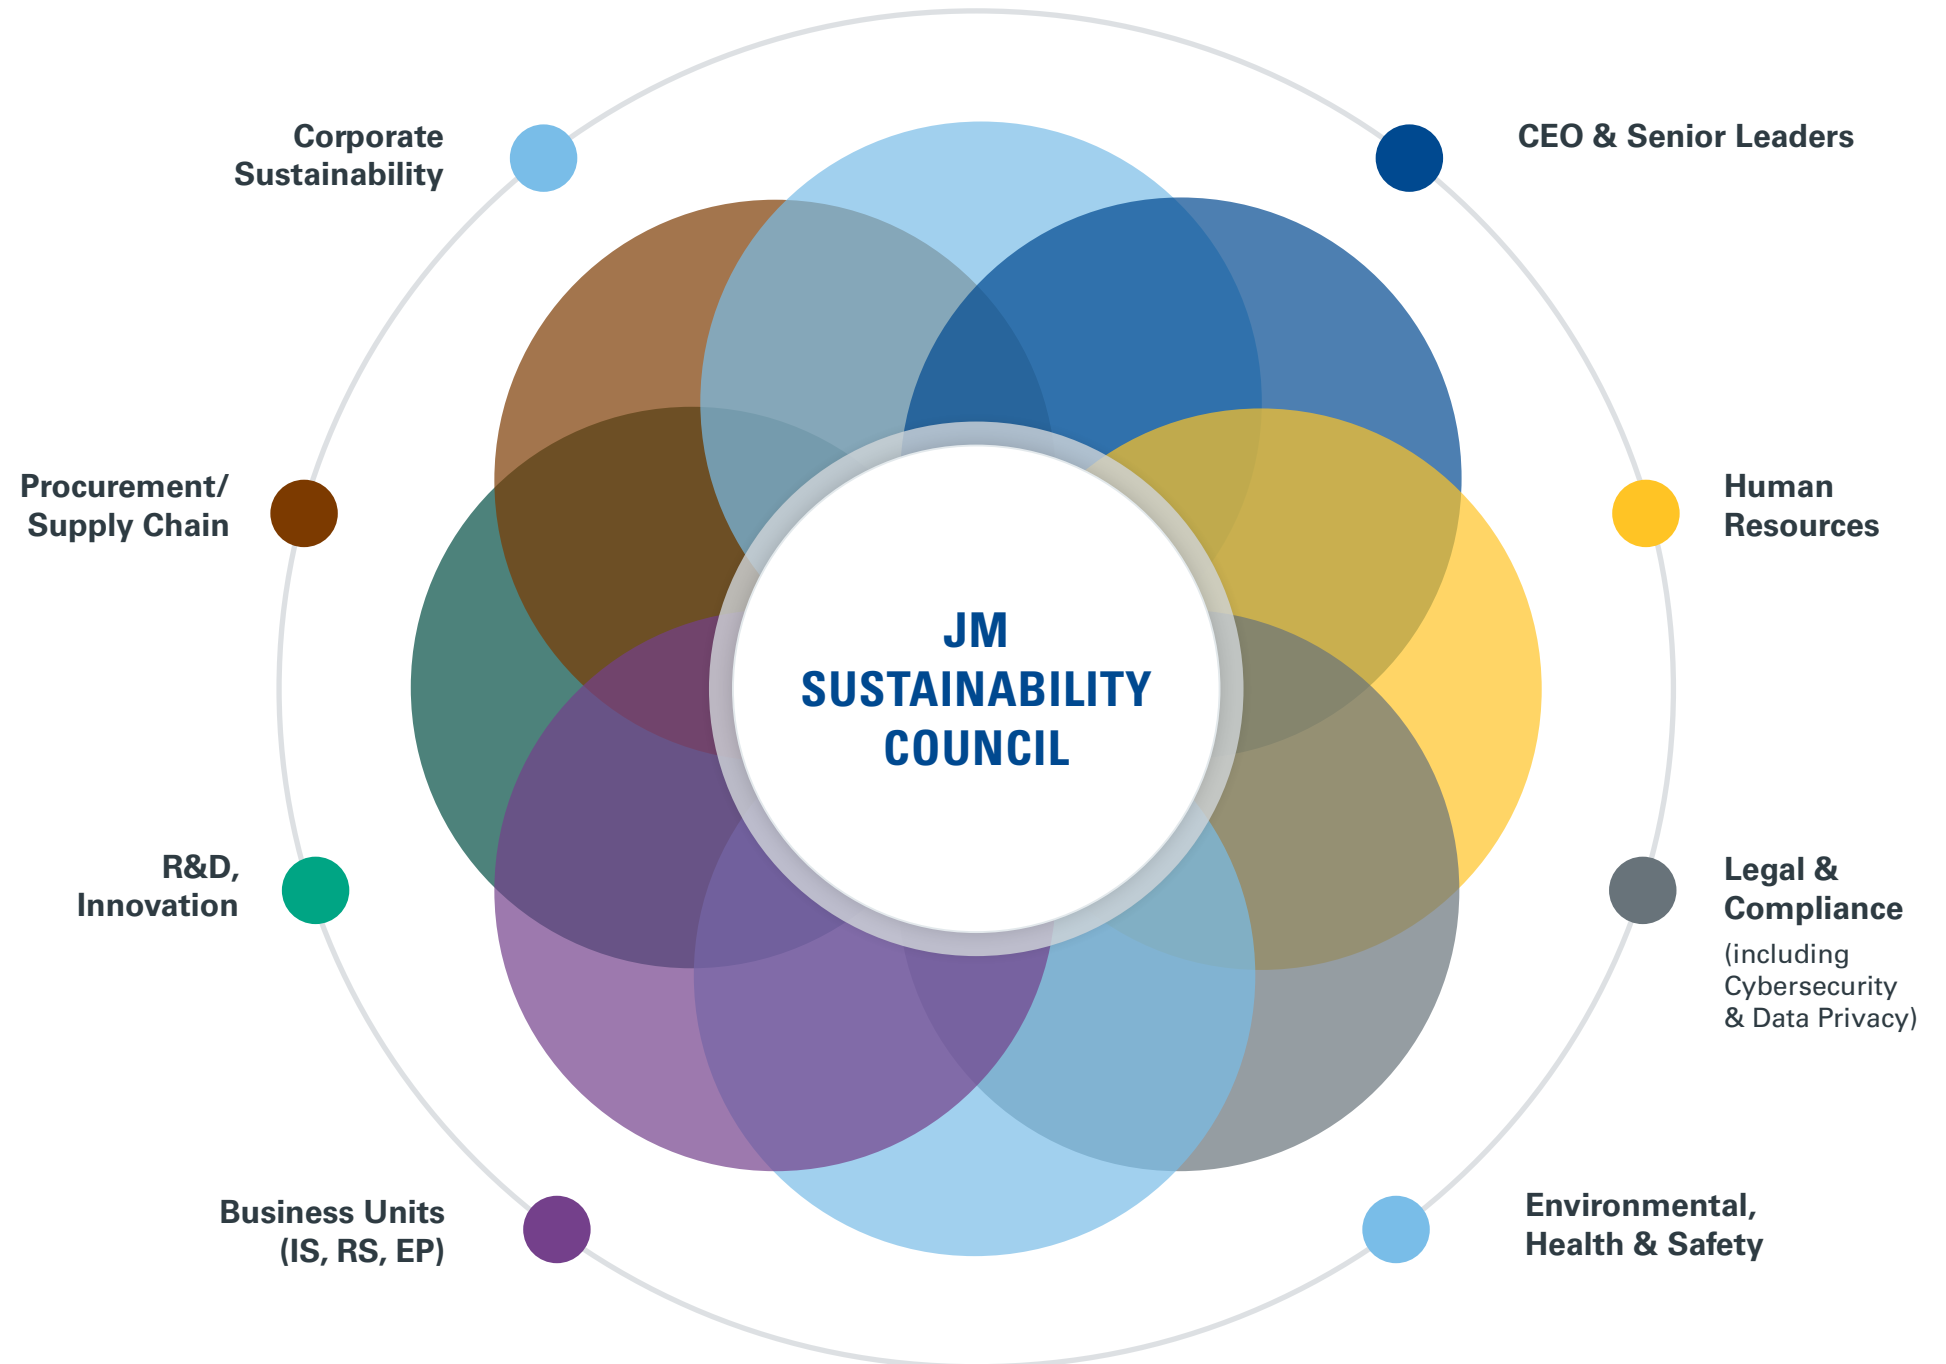 Corporate
Sustainability
CEO & Senior Leaders
Procurement/
Supply Chain
Human
Resources
JM
SUSTAINABILITY
COUNCIL
R&D,
Innovation
Legal &
Compliance
(including
Cybersecurity
& Data Privacy)
Business Units
(IS, RS, EP)
Environmental,
Health & Safety